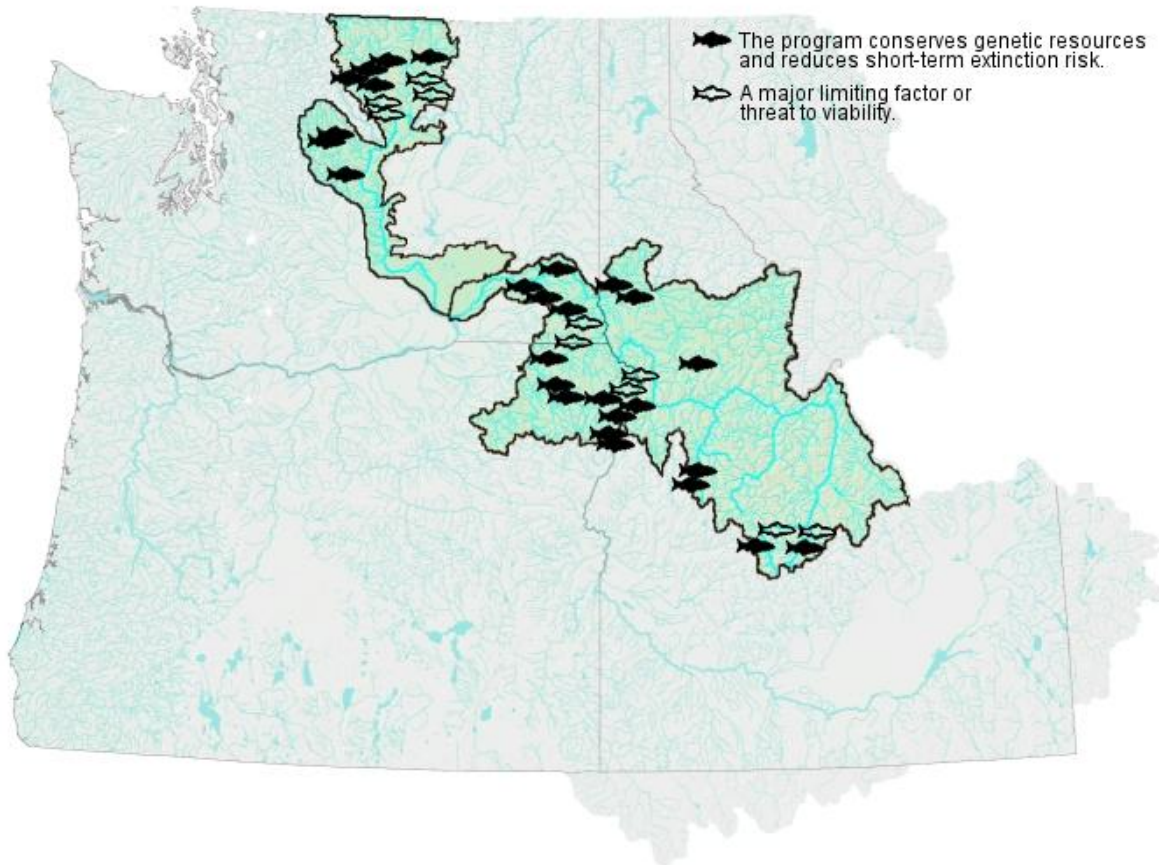 The program conserves genetic resources
and reduces short-term extinction risk.
A major limiting factor or
threat to viability.